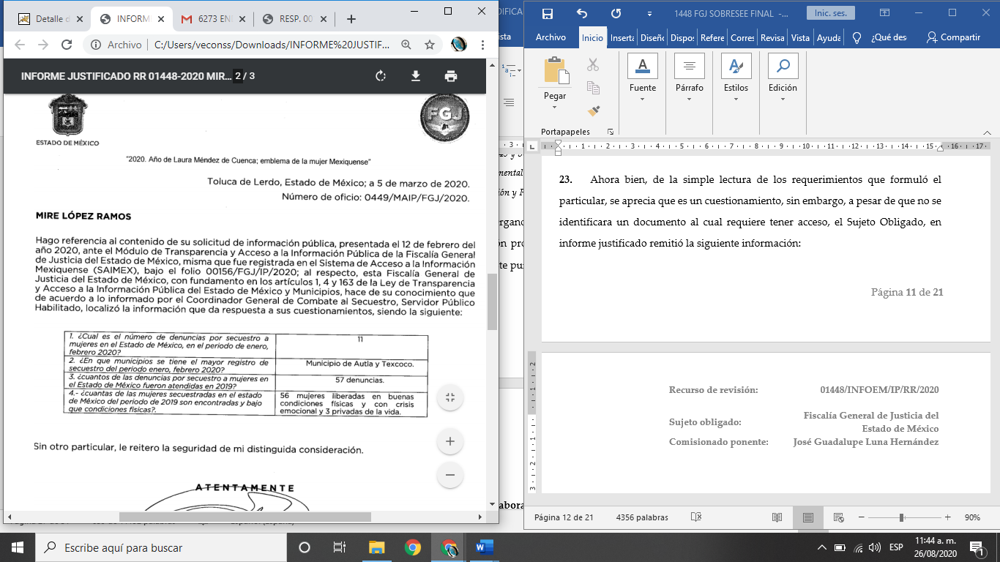 Detalle d
INFORM
6273 EN
RESP. 00
Archivo
C:/Users/veconss/Downloads/INFORME%20JUSTIF...
INFORME JUSTIFICADO RR 01448-2020 MIR... 2 / 3
FGJ
ESTADO DE MÉXICO
"2020. Año de Laura Méndez de Cuenca; emblema de la mujer Mexiquense"
Toluca de Lerdo, Estado de México; a 5 de marzo de 2020.
Número de oficio: 0449/MAIP/FGJ/2020.
MIRE LÓPEZ RAMOS
Hago referencia al contenido de su solicitud de información pública, presentada el 12 de febrero del
año 2020, ante el Módulo de Transparencia y Acceso a la Información Pública de la Fiscalía General
de Justicia del Estado de México, misma que fue registrada en el Sistema de Acceso a la Información
Mexiquense (SAIMEX), bajo el folio 00156/FGJ/IP/2020; al respecto, esta Fiscalía General de
Justicia del Estado de México, con fundamento en los artículos 1, 4 y 163 de la Ley de Transparencia
y Acceso a la Información Pública del Estado de México y Municipios, hace de su conocimiento que
de acuerdo a lo informado por el Coordinador General de Combate al Secuestro, Servidor Público
Habilitado, localizó la información que da respuesta a sus cuestionamientos, siendo la siguiente:
1. ¿Cual es el número de denuncias por secuestro a
mujeres en el Estado de México, en el periodo de enero,
febrero 2020?
11
2. ¿En que municipios se tiene el mayor registro de
secuestro del periodo enero, febrero 2020?
Municipio de Autla y Texcoco.
3. ¿cuantos de las denuncias por secuestro a mujeres en
el Estado de México fueron atendidas en 2019?
57 denuncias.
4.- ¿cuantas de las mujeres secuestradas en el estado
de México del periodo de 2019 son encontradas y bajo
que condiciones fisicas?.
56 mujeres liberadas en buenas
condiciones físicas y con crisis
emocional y 3 privadas de la vida.
Sin otro particular, le reitero la seguridad de mi distinguida consideración.
ATENTAMENTE
1448 FGJ SOBRESEE FINAL -...
Inic. ses.
Archivo
Inicio
Inserta
Diseño
Dispos
Refere
Corres
Revisa
Vista
Ayuda
¿Qué des
Compartir
Pegar
Fuente
Párrafo
Estilos
Edición
Portapapeles
1 2 3 4 5 6 7 8 9 10 11 12 13 14 15 16 17
23. Ahora bien, de la simple lectura de los requerimientos que formuló el
particular, se aprecia que es un cuestionamiento, sin embargo, a pesar de que no se
identificara un documento al cual requiere tener acceso, el Sujeto Obligado, en
informe justificado remitió la siguiente información:
Página 11 de 21
Recurso de revisión: 01448/INFOEM/IP/RR/2020
Sujeto obligado: Fiscalía General de Justicia del
Estado de México
Comisionado ponente: José Guadalupe Luna Hernández
Página 12 de 21
4356 palabras
90%
Escribe aquí para buscar
ESP
11:44 a. m.
26/08/2020
1